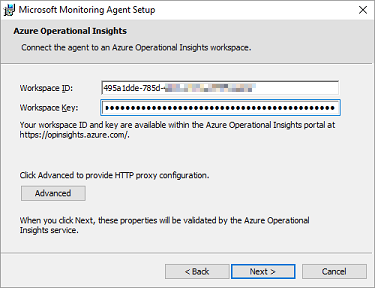 Microsoft Monitoring Agent Setup
Azure Operational Insights
Connect the agent to an Azure Operational Insights workspace.
Workspace ID: 495a1dde-785d-
Workspace Key: ••••••••••••••••••••••••••••••••••••••••••••
Your workspace ID and key are available within the Azure Operational Insights portal at
https://opinsights.azure.com/.
Click Advanced to provide HTTP proxy configuration.
Advanced
When you click Next, these properties will be validated by the Azure Operational
Insights service.
< Back Next > Cancel